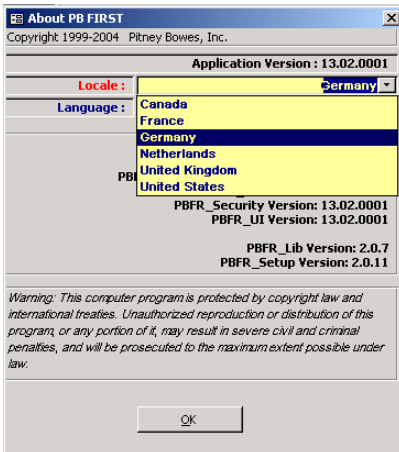 About PB FIRST
Copyright 1999-2004 Pitney Bowes, Inc.
Application Version : 13.02.0001
Locale : Germany
Language :
Canada
France
Germany
Netherlands
United Kingdom
United States
PBFR_Security Version: 13.02.0001
PBFR_UI Version: 13.02.0001
PBFR_Lib Version: 2.0.7
PBFR_Setup Version: 2.0.11
Warning: This computer program is protected by copyright law and
international treaties. Unauthorized reproduction or distribution of this
program, or any portion of it, may result in severe civil and criminal
penalties, and will be prosecuted to the maximum extent possible under
law.
OK